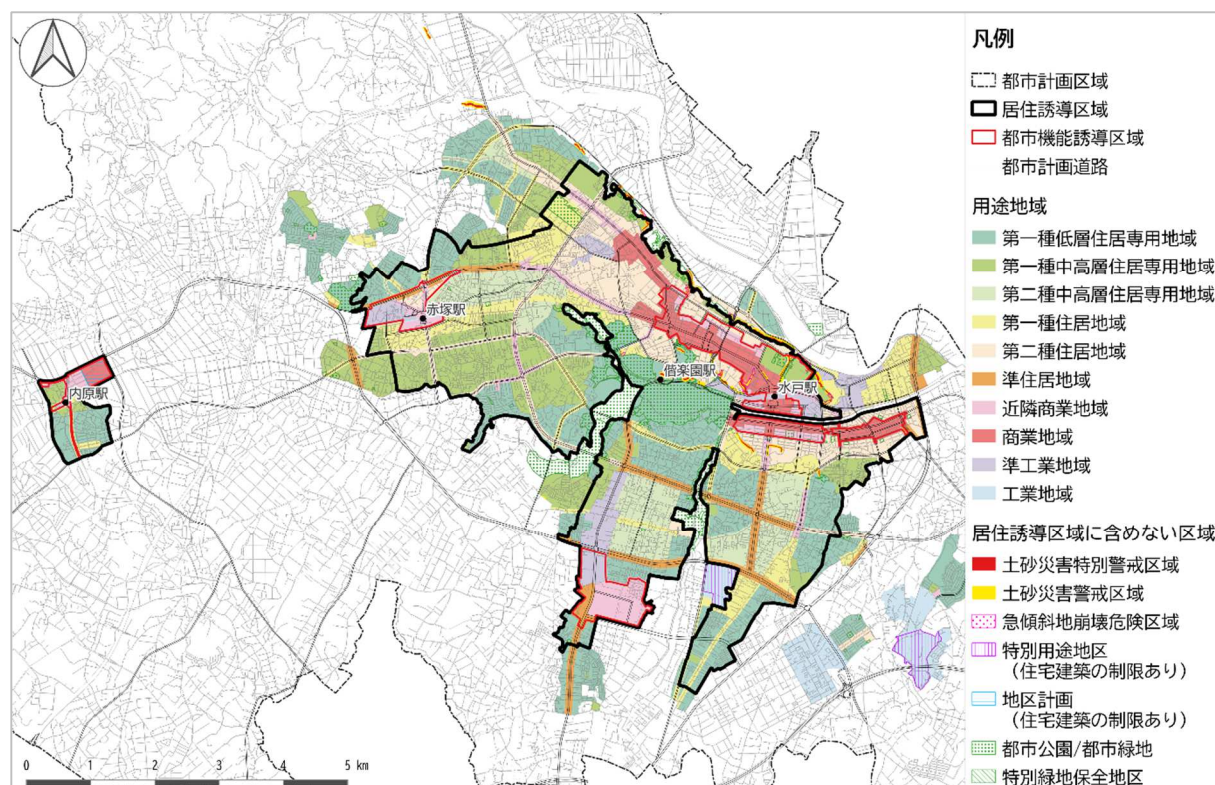 凡例
都市計画区域
居住誘導区域
都市機能誘導区域
都市計画道路
用途地域
第一種低層住居専用地域
第一種中高層住居専用地域
第二種中高層住居専用地域
第一種住居地域
第二種住居地域
準住居地域
近隣商業地域
商業地域
準工業地域
工業地域
居住誘導区域に含めない区域
土砂災害特別警戒区域
土砂災害警戒区域
急傾斜地崩壊危険区域
特別用途地区
（住宅建築の制限あり）
地区計画
（住宅建築の制限あり）
都市公園/都市緑地
特別緑地保全地区
赤塚駅
偕楽園駅
水戸駅
内原駅
0 1 2 3 4 5 km